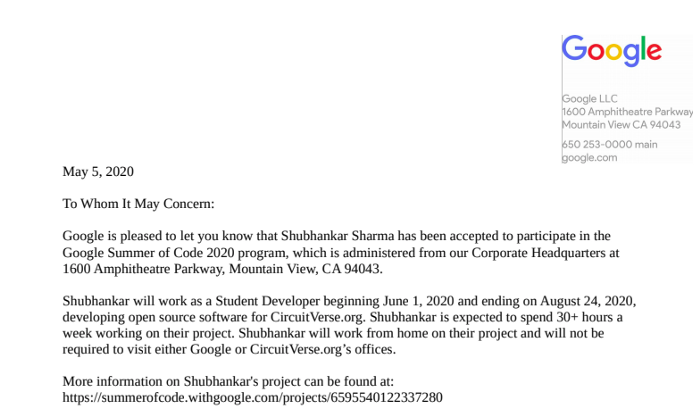 Google
Google LLC
1600 Amphitheatre Parkway
Mountain View CA 94043
650 253-0000 main
google.com
May 5, 2020
To Whom It May Concern:
Google is pleased to let you know that Shubhankar Sharma has been accepted to participate in the
Google Summer of Code 2020 program, which is administered from our Corporate Headquarters at
1600 Amphitheatre Parkway, Mountain View, CA 94043.
Shubhankar will work as a Student Developer beginning June 1, 2020 and ending on August 24, 2020,
developing open source software for CircuitVerse.org. Shubhankar is expected to spend 30+ hours a
week working on their project. Shubhankar will work from home on their project and will not be
required to visit either Google or CircuitVerse.org’s offices.
More information on Shubhankar's project can be found at:
https://summerofcode.withgoogle.com/projects/6595540122337280